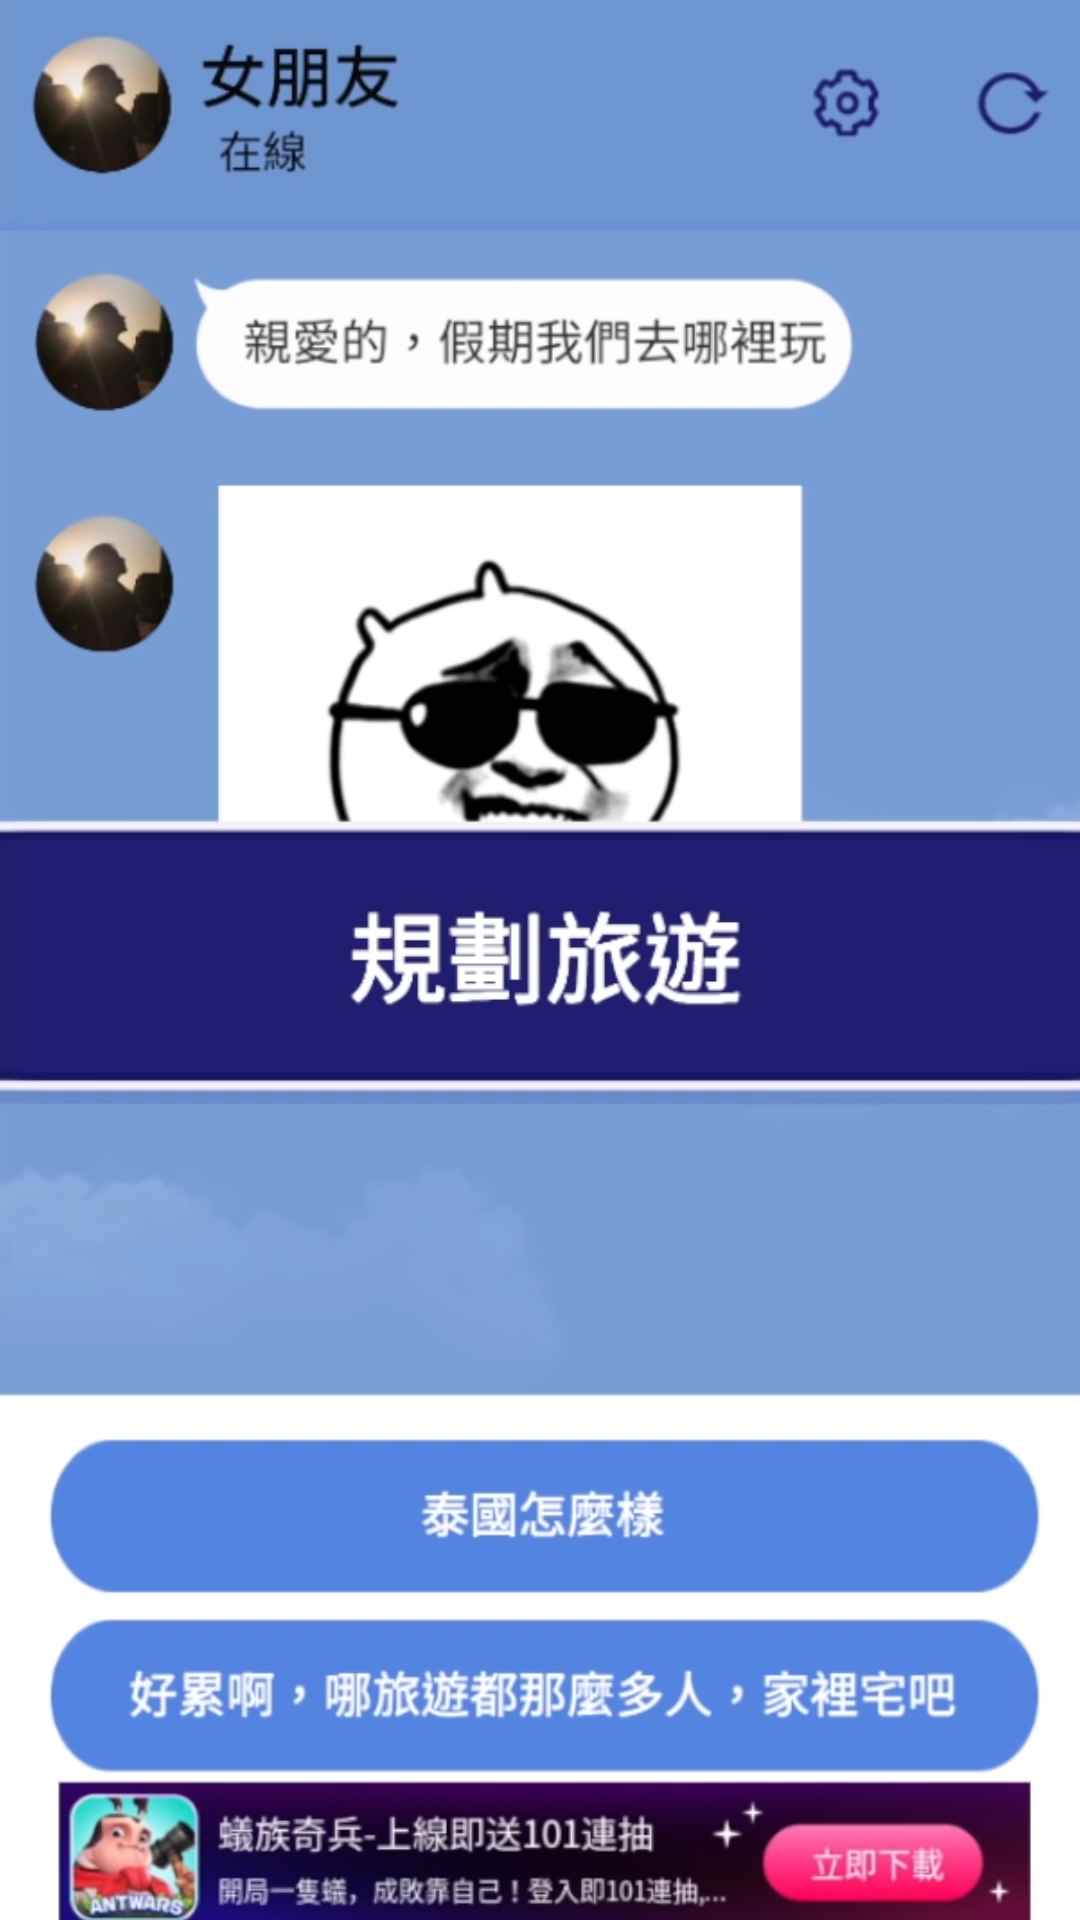 女朋友
在線
親愛的，假期我們去哪裡玩
規劃旅遊
泰國怎麼樣
好累啊，哪旅遊都那麼多人，家裡宅吧
蟻族奇兵-上線即送101連抽
開局一隻蟻，成敗靠自己！登入即101連抽,...
立即下載
ANTWARS